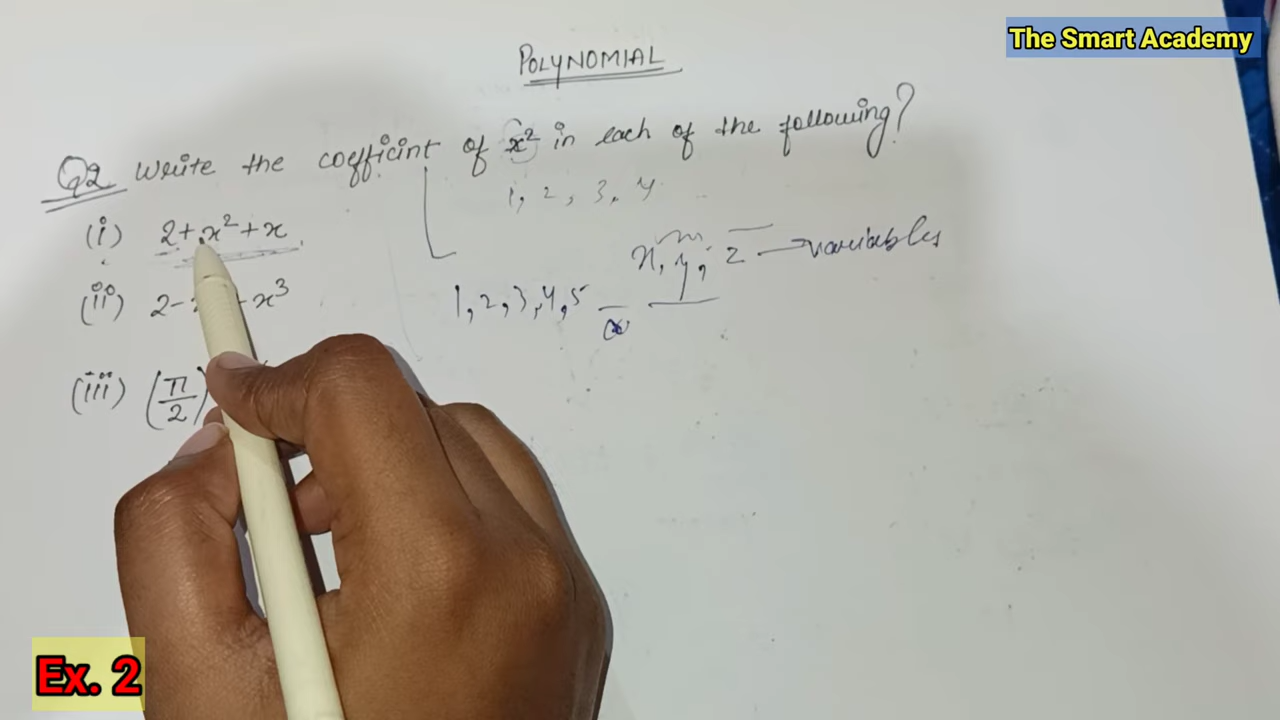 The Smart Academy
POLYNOMIAL
Q2 Write the coefficint of x² in each of the following?
1, 2, 3, 4
(i) 2+x²+x
x, y, z → variables
(ii) 2- - x³
1, 2, 3, 4, 5
(iii) (π/2)
Ex. 2